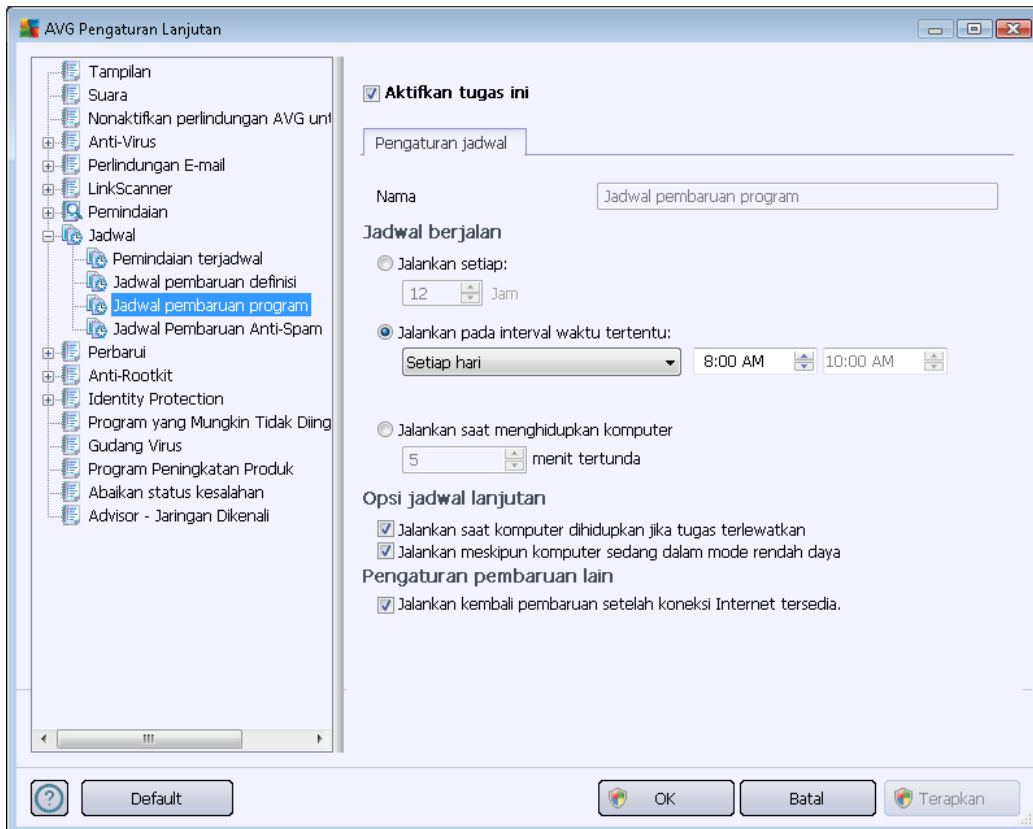 AVG Pengaturan Lanjutan
Tampilan
Suara
Nonaktifkan perlindungan AVG unt
Anti-Virus
Perlindungan E-mail
LinkScanner
Pemindaian
Jadwal
Pemindaian terjadwal
Jadwal pembaruan definisi
Jadwal pembaruan program
Jadwal Pembaruan Anti-Spam
Perbarui
Anti-Rootkit
Identity Protection
Program yang Mungkin Tidak Diing
Gudang Virus
Program Peningkatan Produk
Abaikan status kesalahan
Advisor - Jaringan Dikenali
Aktifkan tugas ini
Pengaturan jadwal
Nama Jadwal pembaruan program
Jadwal berjalan
Jalankan setiap:
12 Jam
Jalankan pada interval waktu tertentu:
Setiap hari 8:00 AM 10:00 AM
Jalankan saat menghidupkan komputer
5 menit tertunda
Opsi jadwal lanjutan
Jalankan saat komputer dihidupkan jika tugas terlewatkan
Jalankan meskipun komputer sedang dalam mode rendah daya
Pengaturan pembaruan lain
Jalankan kembali pembaruan setelah koneksi Internet tersedia.
? Default OK Batal Terapkan